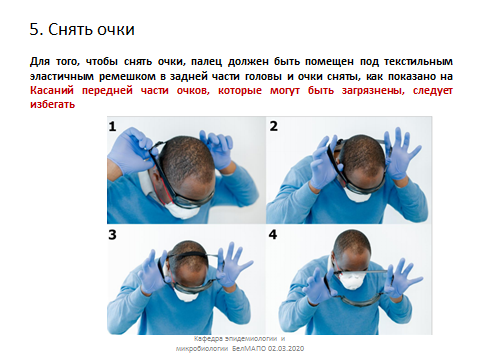 5. Снять очки
Для того, чтобы снять очки, палец должен быть помещен под текстильным
эластичным ремешком в задней части головы и очки сняты, как показано на
Касаний передней части очков, которые могут быть загрязнены, следует
избегать
1
2
3
4
Кафедра эпидемиологии и
микробиологии БелМАПО 02.03.2020